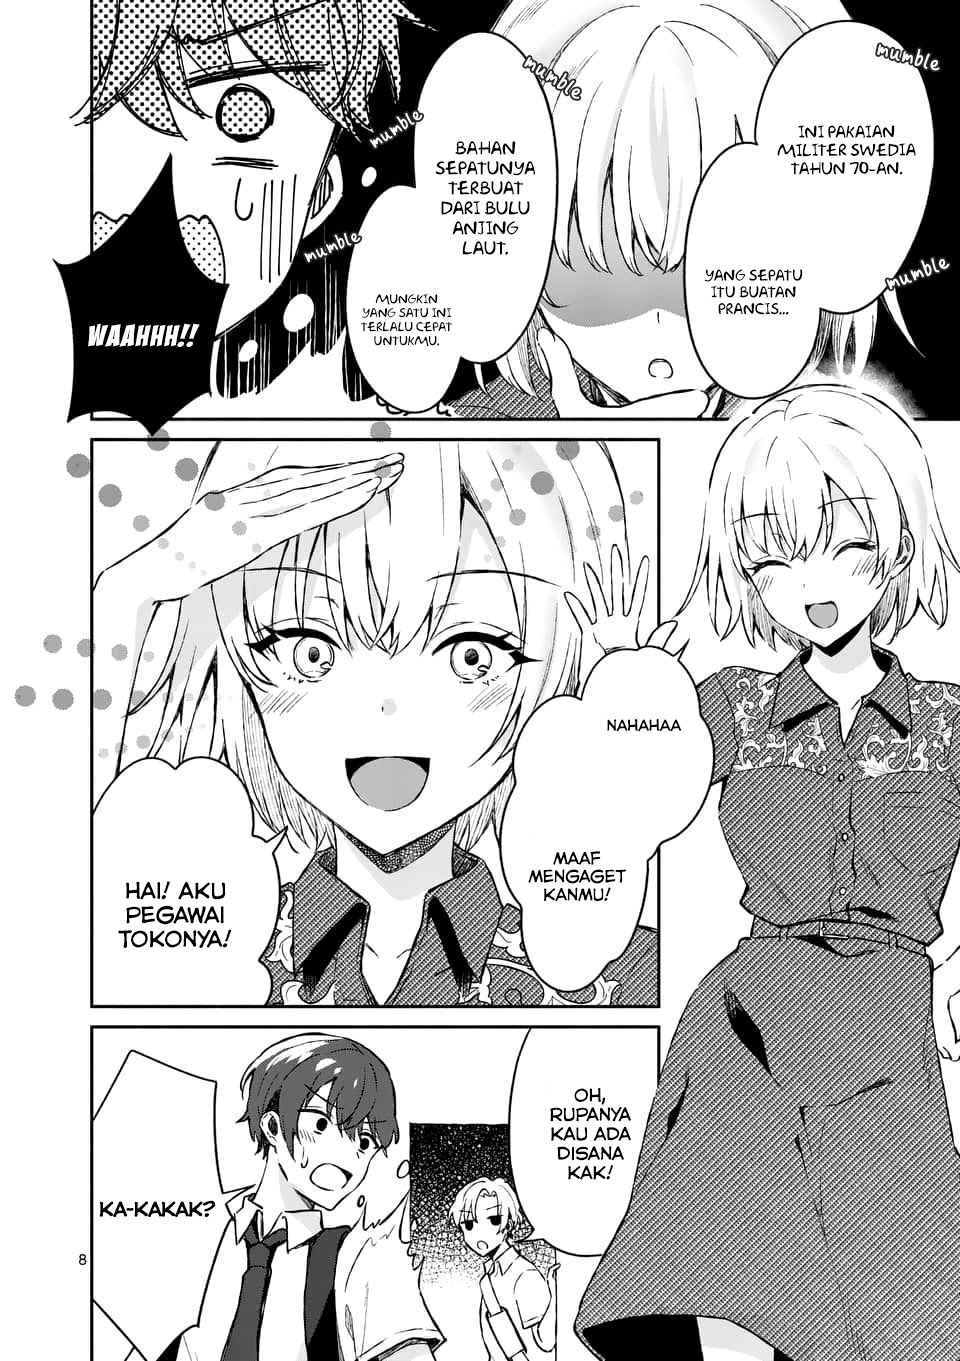 mumble
INI PAKAIAN
MILITER SWEDIA
TAHUN 70-AN.
YANG SEPATU
ITU BUATAN
PRANCIS...
mumble
mumble
BAHAN
SEPATUNYA
TERBUAT
DARI BULU
ANJING
LAUT.
mumble
MUNGKIN
YANG SATU INI
TERLALU CEPAT
UNTUKMU.
mumble
WAAHHH!!
NAHAHAA
MAAF
MENGAGET
KANMU!
HAI! AKU
PEGAWAI
TOKONYA!
OH,
RUPANYA
KAU ADA
DISANA
KAK!
KA-KAKAK?
8